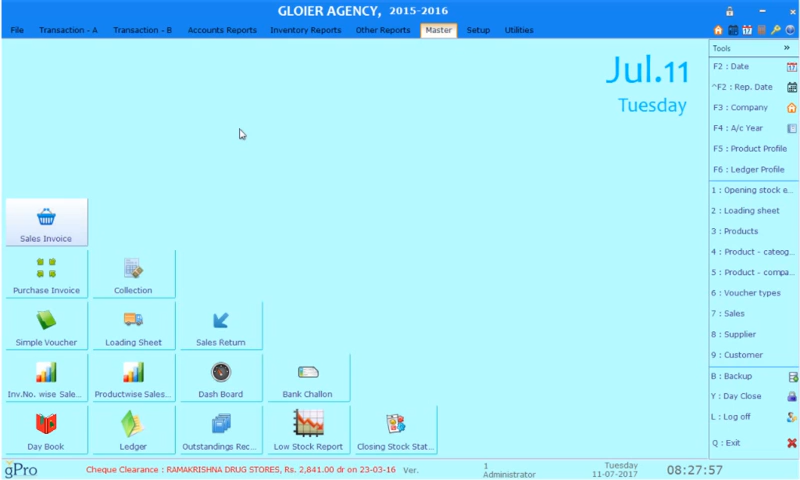 GLOIER AGENCY, 2015-2016
File Transaction - A Transaction - B Accounts Reports Inventory Reports Other Reports Master Setup Utilities
Tools »
Jul.11
Tuesday
F2 : Date
^F2 : Rep. Date
F3 : Company
F4 : A/c Year
F5 : Product Profile
F6 : Ledger Profile
1 : Opening stock e...
2 : Loading sheet
3 : Products
4 : Product - categ...
5 : Product - compa...
6 : Voucher types
7 : Sales
8 : Supplier
9 : Customer
B : Backup
Y : Day Close
L : Log off
Q : Exit
Sales Invoice
Purchase Invoice Collection
Simple Voucher Loading Sheet Sales Return
Inv.No. wise Sale... Productwise Sales... Dash Board Bank Challon
Day Book Ledger Outstandings Rec... Low Stock Report Closing Stock Stat...
gPro Cheque Clearance : RAMAKRISHNA DRUG STORES, Rs. 2,841.00 dr on 23-03-16 Ver.
1
Administrator
Tuesday
11-07-2017
08:27:57